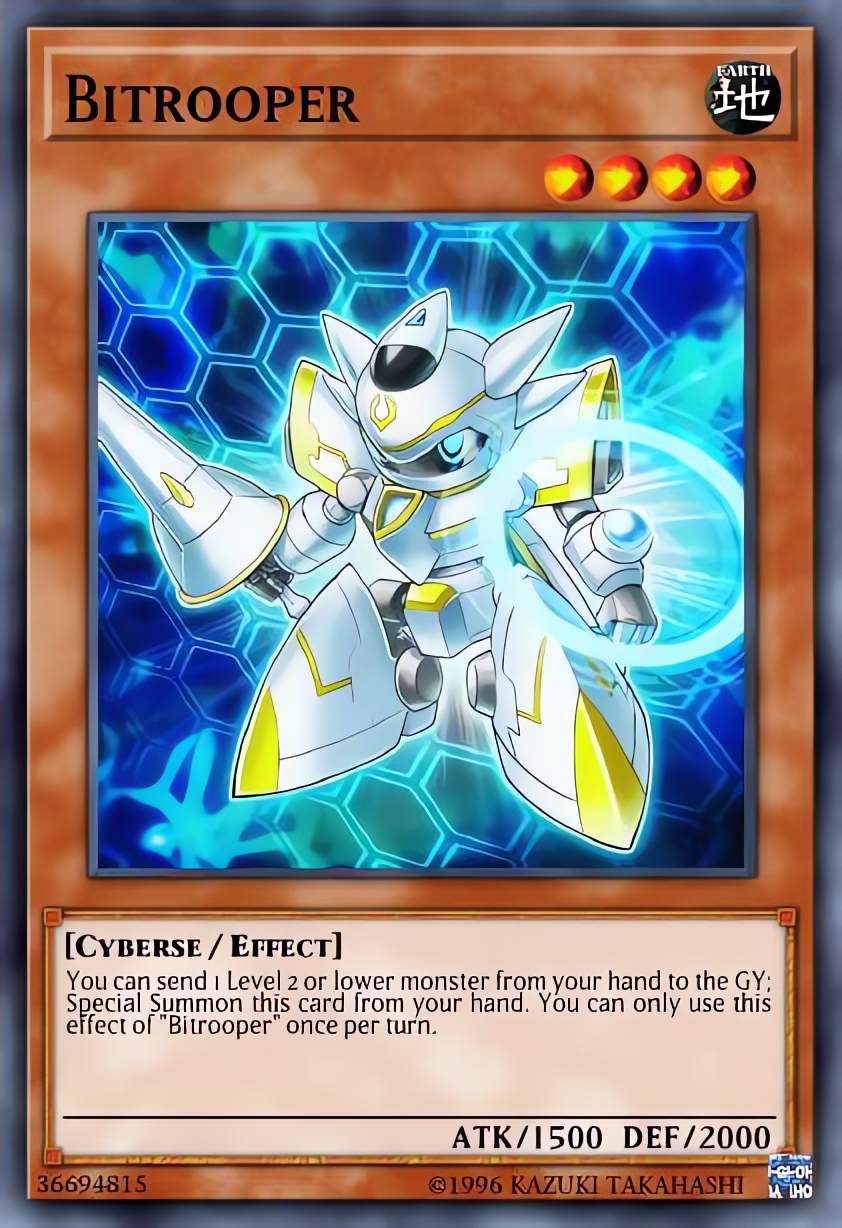 BITROOPER
EARTH
地
[CYBERSE / EFFECT]
You can send 1 Level 2 or lower monster from your hand to the GY;
Special Summon this card from your hand. You can only use this
effect of "Bitrooper" once per turn.
ATK/1500 DEF/2000
36694815
©1996 KAZUKI TAKAHASHI